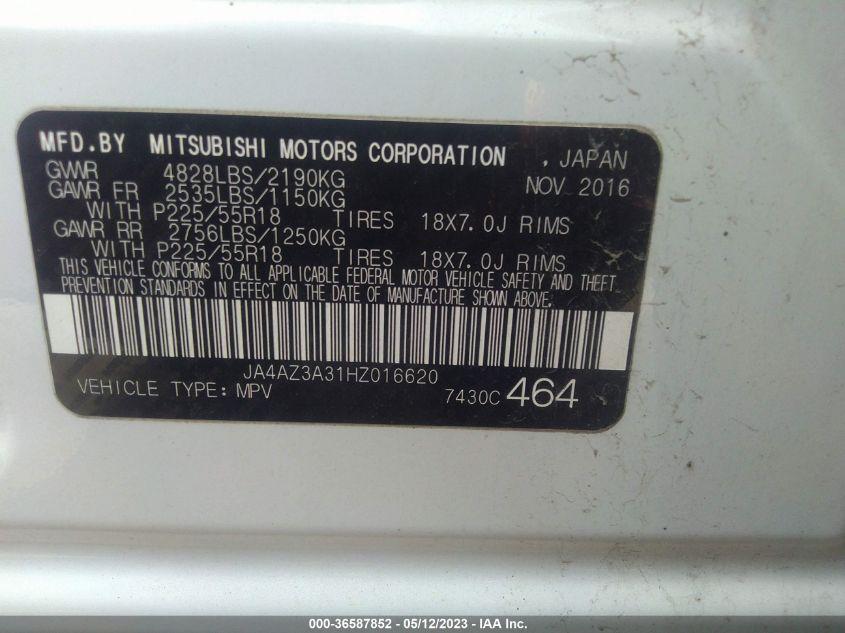 MFD.BY MITSUBISHI MOTORS CORPORATION , JAPAN
GVWR 4828LBS/2190KG NOV 2016
GAWR FR 2535LBS/1150KG
WITH P225/55R18 TIRES 18X7.0J RIMS
GAWR RR 2756LBS/1250KG
WITH P225/55R18 TIRES 18X7.0J RIMS
THIS VEHICLE CONFORMS TO ALL APPLICABLE FEDERAL MOTOR VEHICLE SAFETY AND THEFT
PREVENTION STANDARDS IN EFFECT ON THE DATE OF MANUFACTURE SHOWN ABOVE.
JA4AZ3A31HZ016620
VEHICLE TYPE: MPV 7430C 464
000-36587852 - 05/12/2023 - IAA Inc.